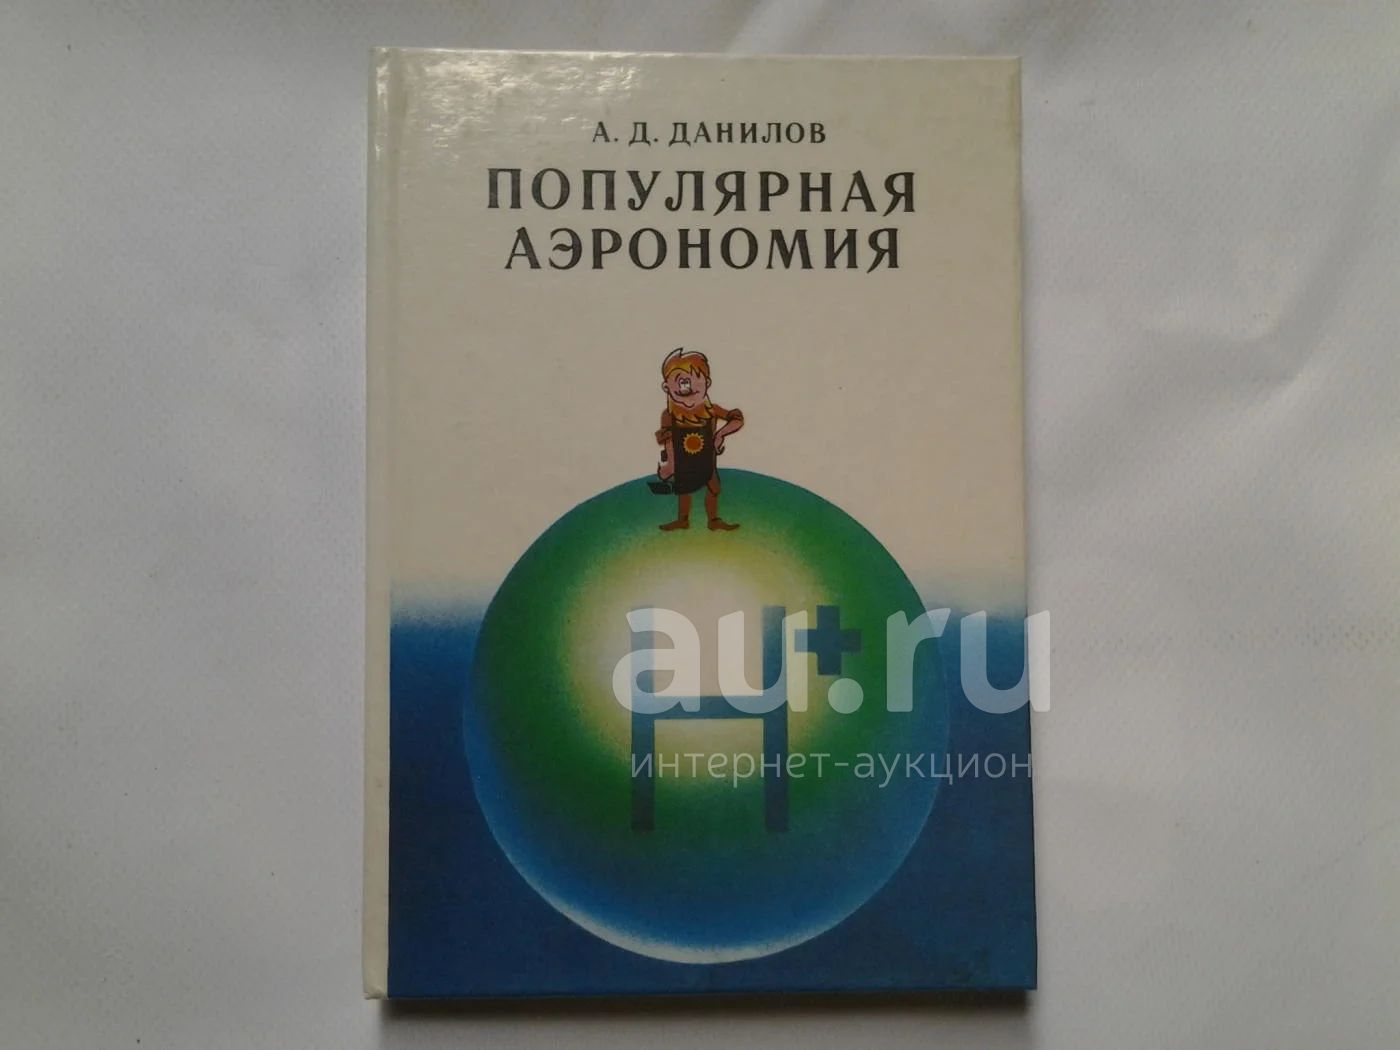 А. Д. ДАНИЛОВ
ПОПУЛЯРНАЯ
АЭРОНОМИЯ
H+
au.ru
интернет-аукцион